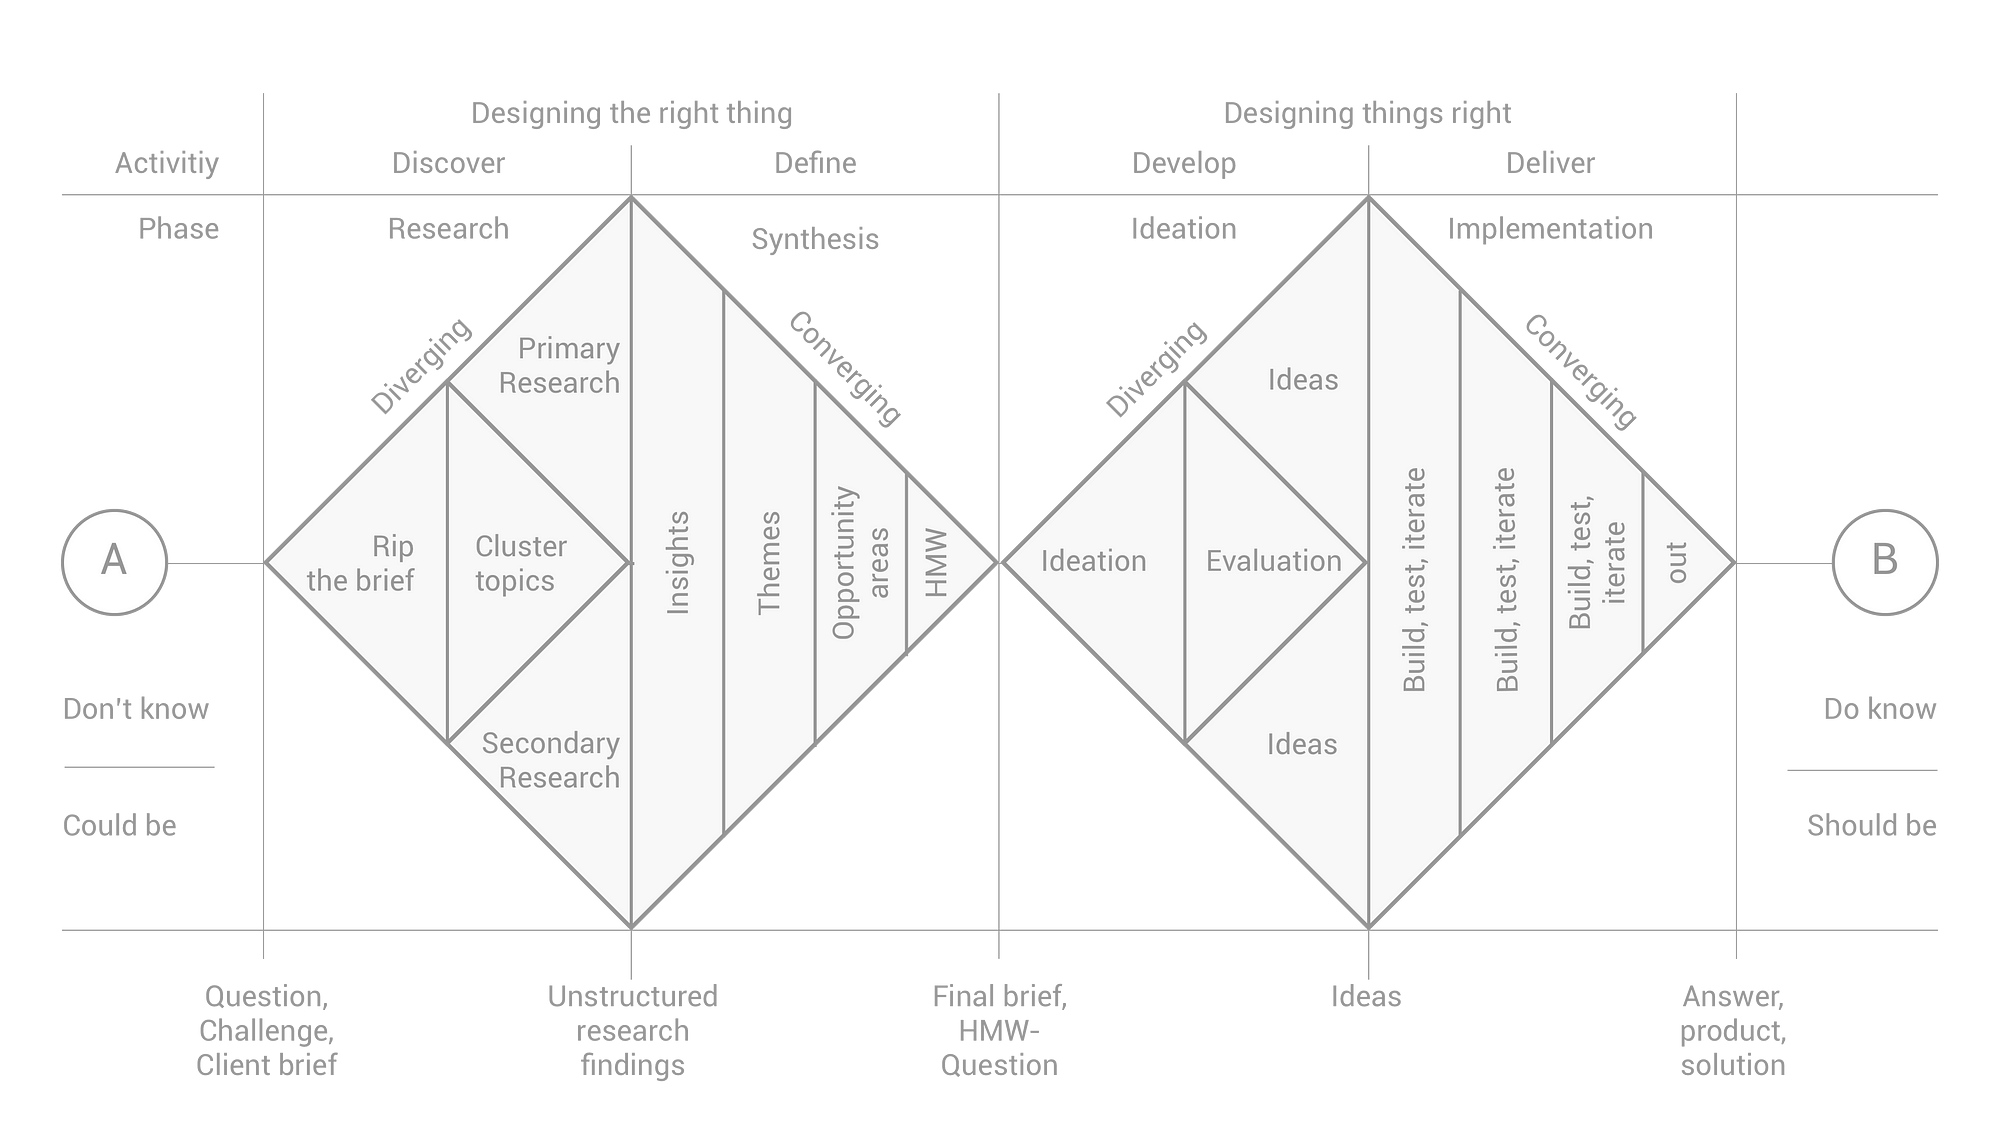 Designing the right thing
Designing things right
Activitiy
Discover
Define
Develop
Deliver
Phase
Research
Synthesis
Ideation
Implementation
Diverging
Primary
Research
Converging
Diverging
Ideas
Converging
A
Rip
the brief
Cluster
topics
Insights
Themes
Opportunity
areas
HMW
Ideation
Evaluation
Build, test, iterate
Build, test, iterate
Build, test,
iterate
out
B
Don't know
Could be
Secondary
Research
Ideas
Do know
Should be
Question,
Challenge,
Client brief
Unstructured
research
findings
Final brief,
HMW-
Question
Ideas
Answer,
product,
solution